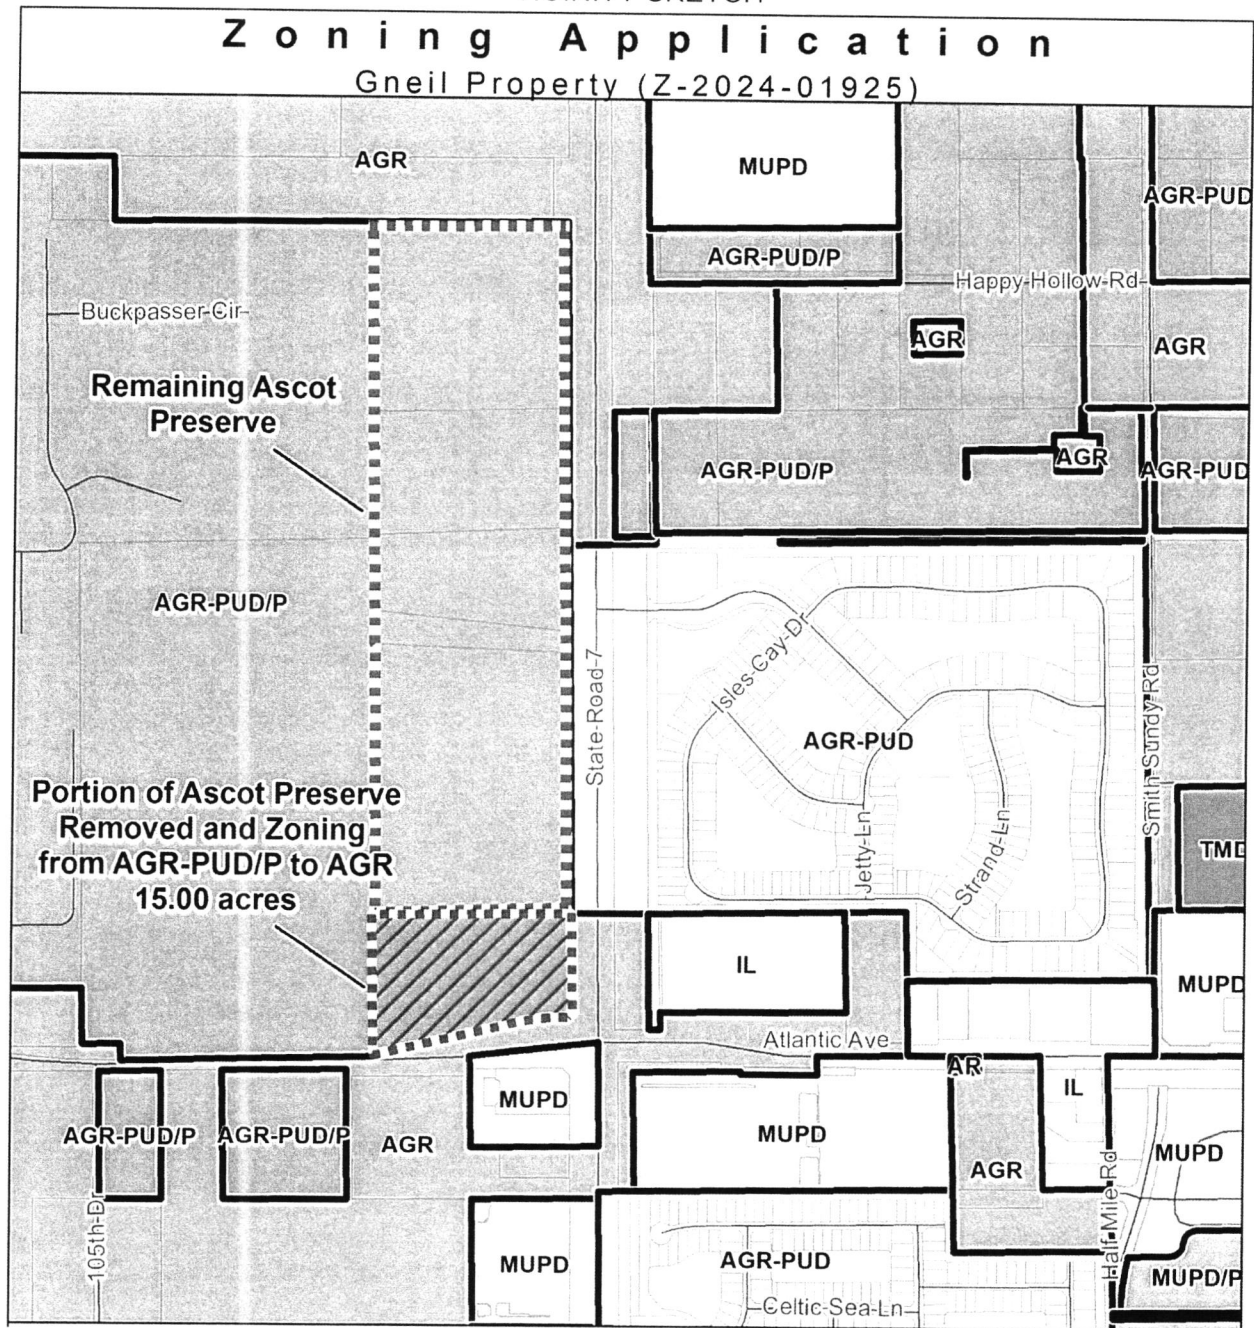 Zoning Application
Gneil Property (Z-2024-01925)
AGR
MUPD
AGR-PUD
AGR-PUD/P
Happy Hollow Rd
Buckpasser Cir
AGR
AGR
Remaining Ascot
Preserve
AGR-PUD/P
AGR
AGR-PUD
AGR-PUD/P
Isles Cay Dr
State Road 7
AGR-PUD
Smith Sundy Rd
Portion of Ascot Preserve
Removed and Zoning
from AGR-PUD/P to AGR
15.00 acres
Jetty Ln
Strand Ln
TMD
IL
MUPD
Atlantic Ave
AR
IL
MUPD
AGR-PUD/P
AGR-PUD/P
AGR
MUPD
MUPD
AGR
105th Dr
Half Mile Rd
MUPD
AGR-PUD
MUPD/P
Celtic Sea Ln